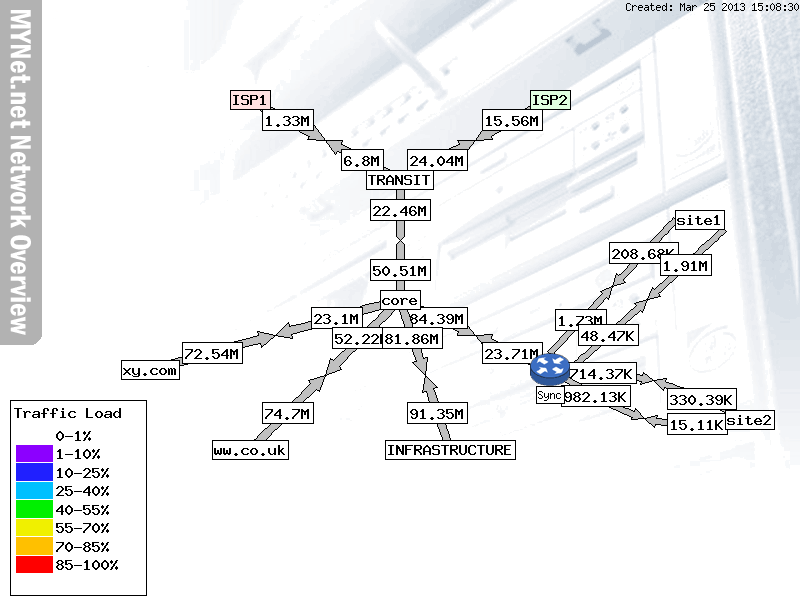 Created: Mar 25 2013 15:08:30
MYNet.net Network Overview
ISP1
ISP2
1.33M
15.56M
6.8M
24.04M
TRANSIT
22.46M
site1
208.68K
1.91M
50.51M
core
23.1M
84.39M
1.73M
52.22
81.86M
48.47K
72.54M
23.71M
xy.com
714.37K
Sync
982.13K
330.39K
74.7M
91.35M
15.11K
site2
ww.co.uk
INFRASTRUCTURE
Traffic Load
0-1%
1-10%
10-25%
25-40%
40-55%
55-70%
70-85%
85-100%